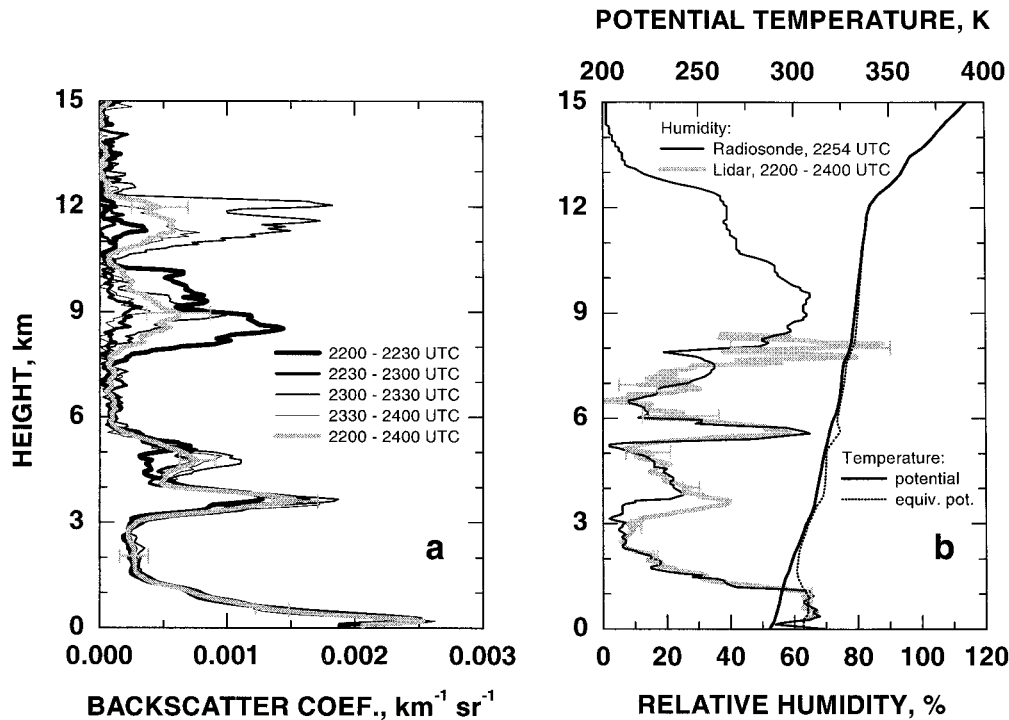 POTENTIAL TEMPERATURE, K
200 250 300 350 400
15
12
9
6
3
0
HEIGHT, km
2200 - 2230 UTC
2230 - 2300 UTC
2300 - 2330 UTC
2330 - 2400 UTC
2200 - 2400 UTC
a
0.000 0.001 0.002 0.003
BACKSCATTER COEF., km⁻¹ sr⁻¹
15
12
9
6
3
0
Humidity:
Radiosonde, 2254 UTC
Lidar, 2200 - 2400 UTC
Temperature:
potential
equiv. pot.
b
0 20 40 60 80 100 120
RELATIVE HUMIDITY, %